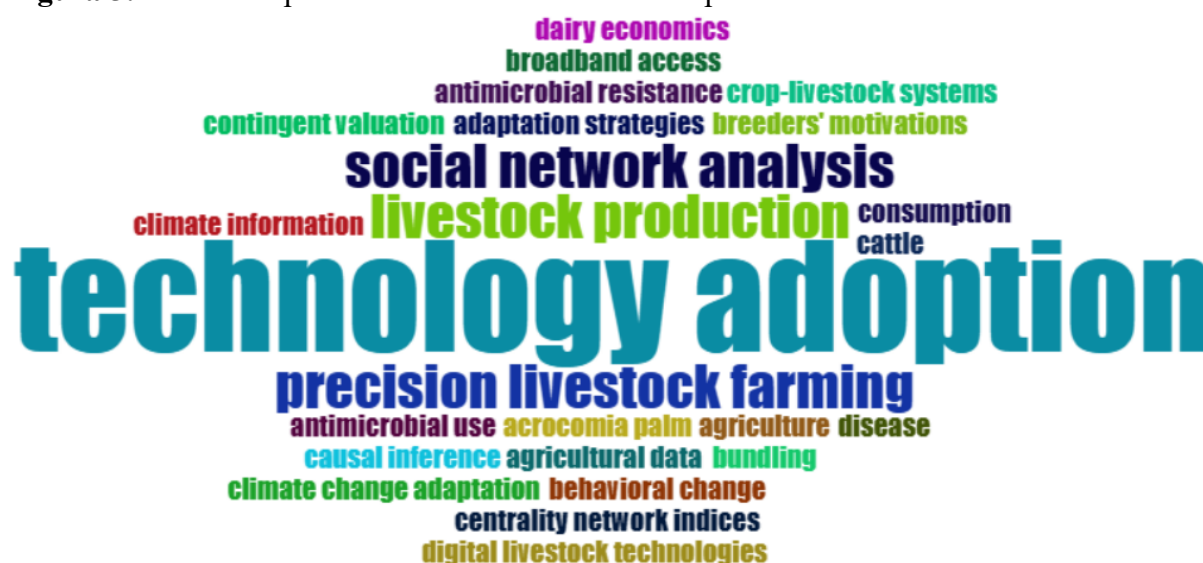 dairy economics
broadband access
antimicrobial resistance crop-livestock systems
contingent valuation adaptation strategies breeders' motivations
social network analysis
climate information livestock production consumption
cattle
technology adoption
precision livestock farming
antimicrobial use acrocomia palm agriculture disease
causal inference agricultural data bundling
climate change adaptation behavioral change
centrality network indices
digital livestock technologies